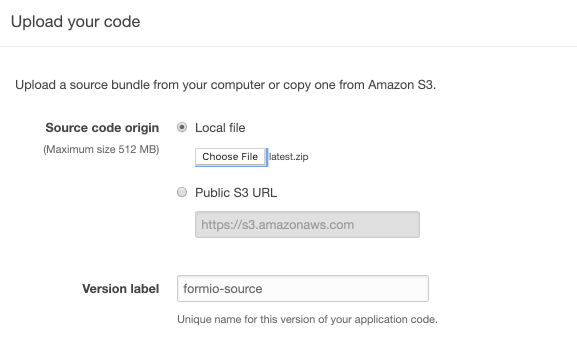 Upload your code
Upload a source bundle from your computer or copy one from Amazon S3.
Source code origin
Local file
(Maximum size 512 MB)
Choose File latest.zip
Public S3 URL
https://s3.amazonaws.com
Version label
formio-source
Unique name for this version of your application code.